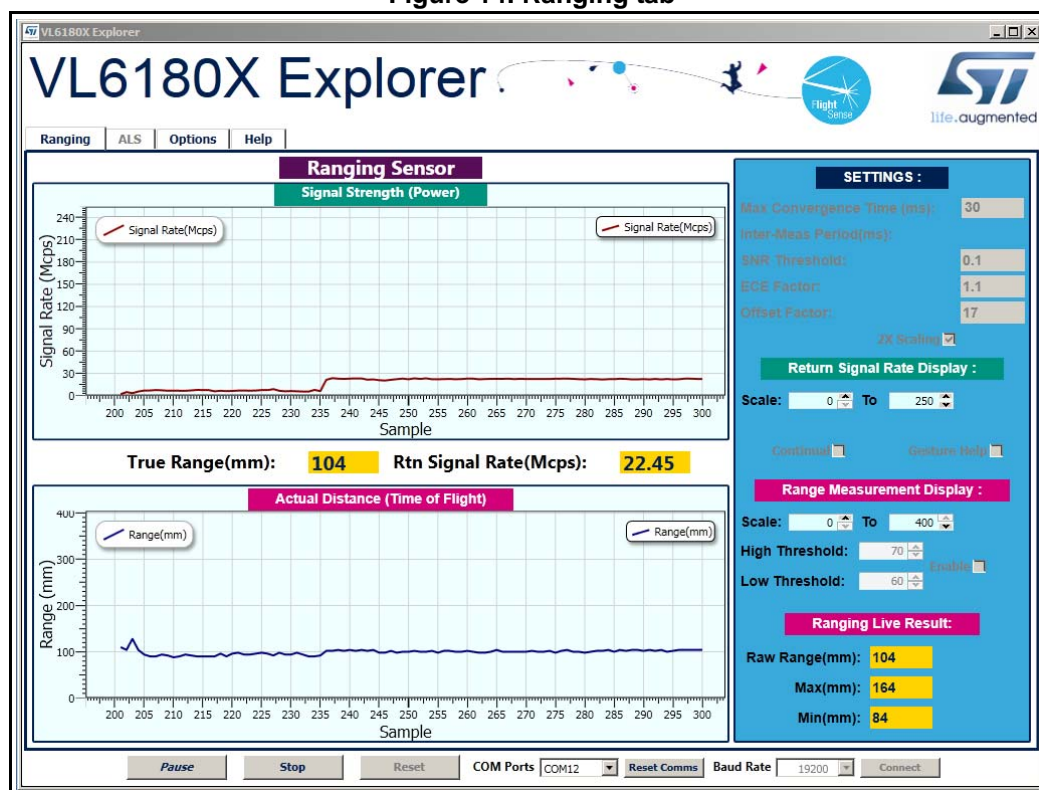 Figure 14. Ranging tab
VL6180X Explorer
VL6180X Explorer
Flight
Sense
ST
life.augmented
Ranging ALS Options Help
Ranging Sensor
Signal Strength (Power)
Signal Rate (Mcps)
240
210
180
150
120
90
60
30
0
Signal Rate(Mcps)
Signal Rate(Mcps)
200 205 210 215 220 225 230 235 240 245 250 255 260 265 270 275 280 285 290 295 300
Sample
True Range(mm): 104 Rtn Signal Rate(Mcps): 22.45
Actual Distance (Time of Flight)
Range (mm)
400
300
200
100
0
Range(mm)
Range(mm)
200 205 210 215 220 225 230 235 240 245 250 255 260 265 270 275 280 285 290 295 300
Sample
SETTINGS :
Max Convergence Time (ms): 30
Inter-Meas Period(ms):
SNR Threshold: 0.1
ECE Factor: 1.1
Offset Factor: 17
2X Scaling
Return Signal Rate Display :
Scale: 0 To 250
Continual Gesture Help
Range Measurement Display :
Scale: 0 To 400
High Threshold: 70
Enable
Low Threshold: 60
Ranging Live Result:
Raw Range(mm): 104
Max(mm): 164
Min(mm): 84
Pause Stop Reset COM Ports COM12 Reset Comms Baud Rate 19200 Connect